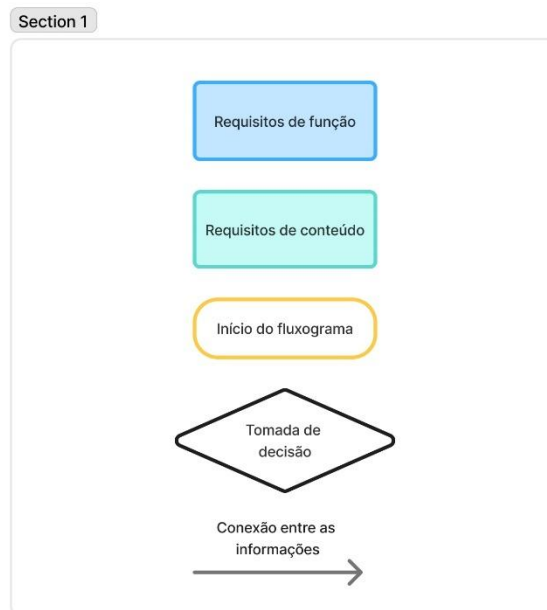 Section 1
Requisitos de função
Requisitos de conteúdo
Início do fluxograma
Tomada de
decisão
Conexão entre as
informações